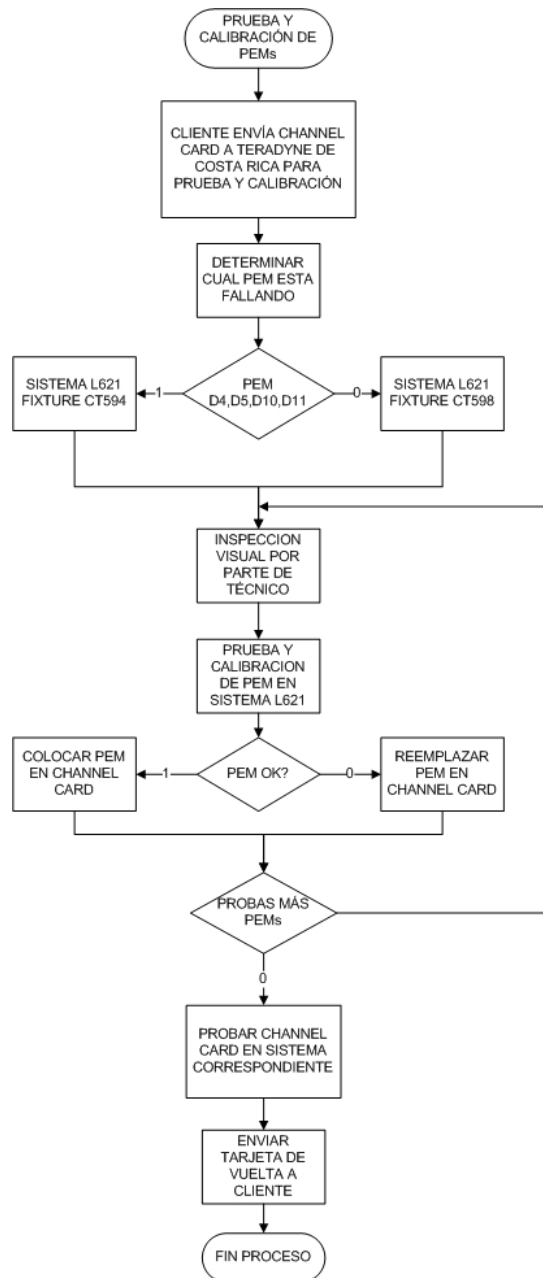 PRUEBA Y
CALIBRACIÓN DE
PEMs
CLIENTE ENVÍA CHANNEL
CARD A TERADYNE DE
COSTA RICA PARA
PRUEBA Y CALIBRACIÓN
DETERMINAR
CUAL PEM ESTA
FALLANDO
PEM
D4,D5,D10,D11
1
0
SISTEMA L621
FIXTURE CT594
SISTEMA L621
FIXTURE CT598
INSPECCION
VISUAL POR
PARTE DE
TÉCNICO
PRUEBA Y
CALIBRACION
DE PEM EN
SISTEMA L621
PEM OK?
1
0
COLOCAR PEM
EN CHANNEL
CARD
REEMPLAZAR
PEM EN
CHANNEL CARD
PROBAS MÁS
PEMs
0
PROBAR CHANNEL
CARD EN SISTEMA
CORRESPONDIENTE
ENVIAR
TARJETA DE
VUELTA A
CLIENTE
FIN PROCESO